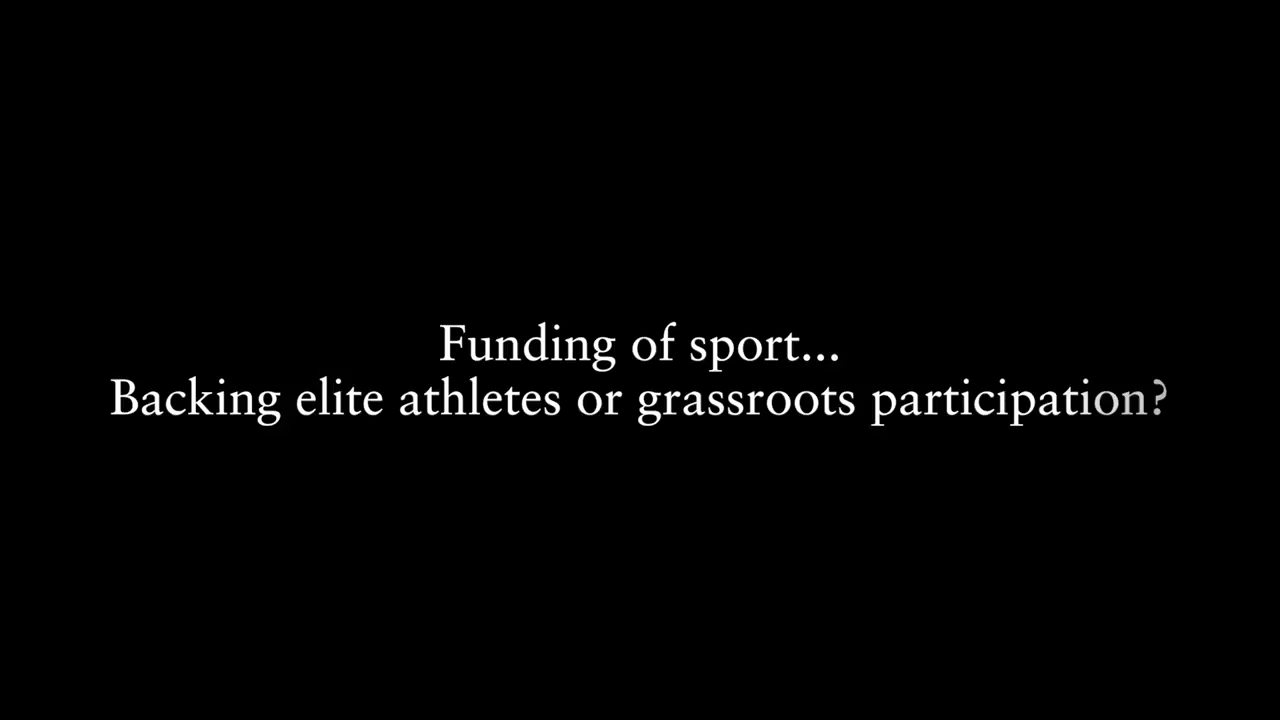 Funding of sport...
Backing elite athletes or grassroots participation?